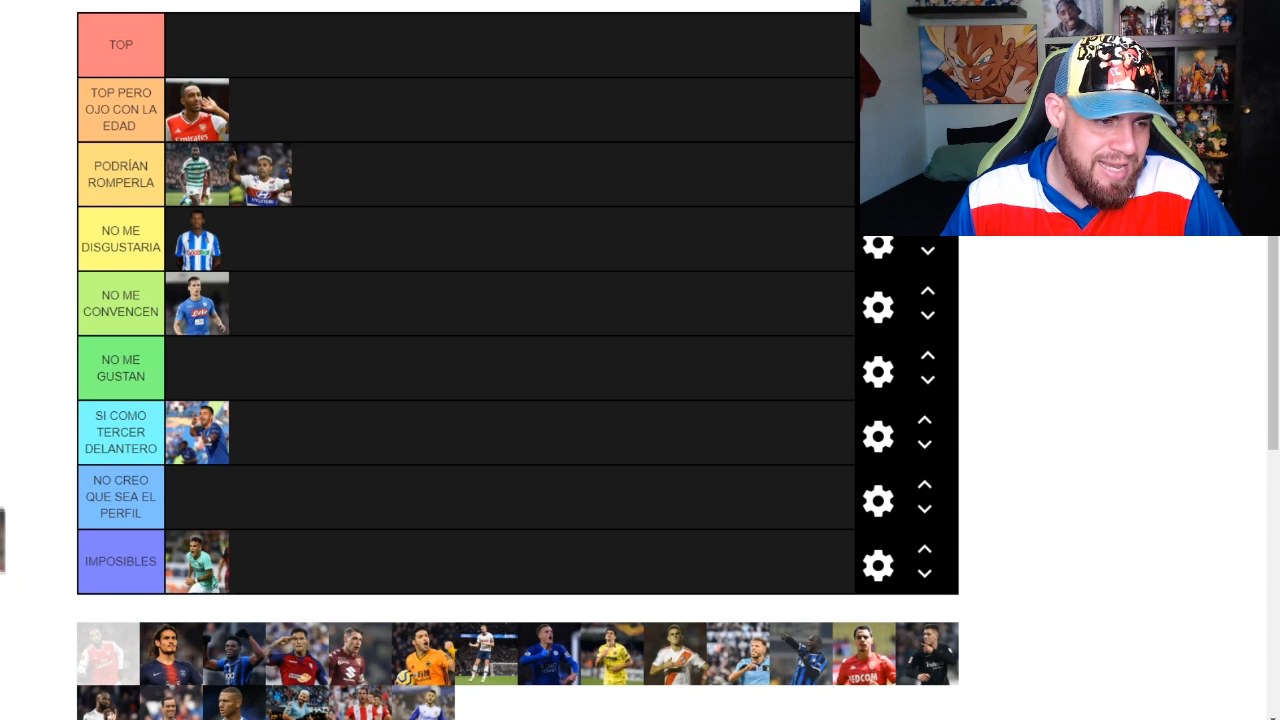 TOP
TOP PERO
OJO CON LA
EDAD
PODRÍAN
ROMPERLA
NO ME
DISGUSTARIA
NO ME
CONVENCEN
NO ME
GUSTAN
SI COMO
TERCER
DELANTERO
NO CREO
QUE SEA EL
PERFIL
IMPOSIBLES